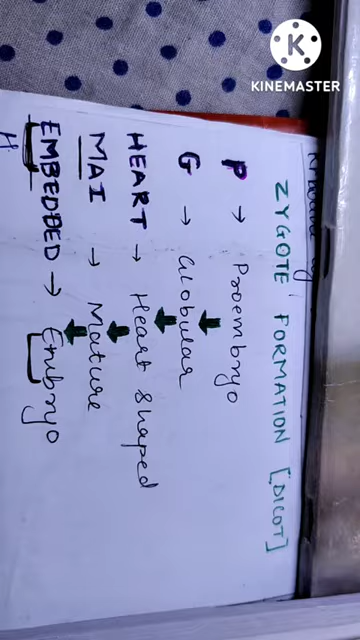 KINEMASTER
ZYGOTE FORMATION [DICOT]
P → Proembryo
G → Globular
HEART → Heart Shaped
MAI → Mature
EMBEDDED → Embryo
H